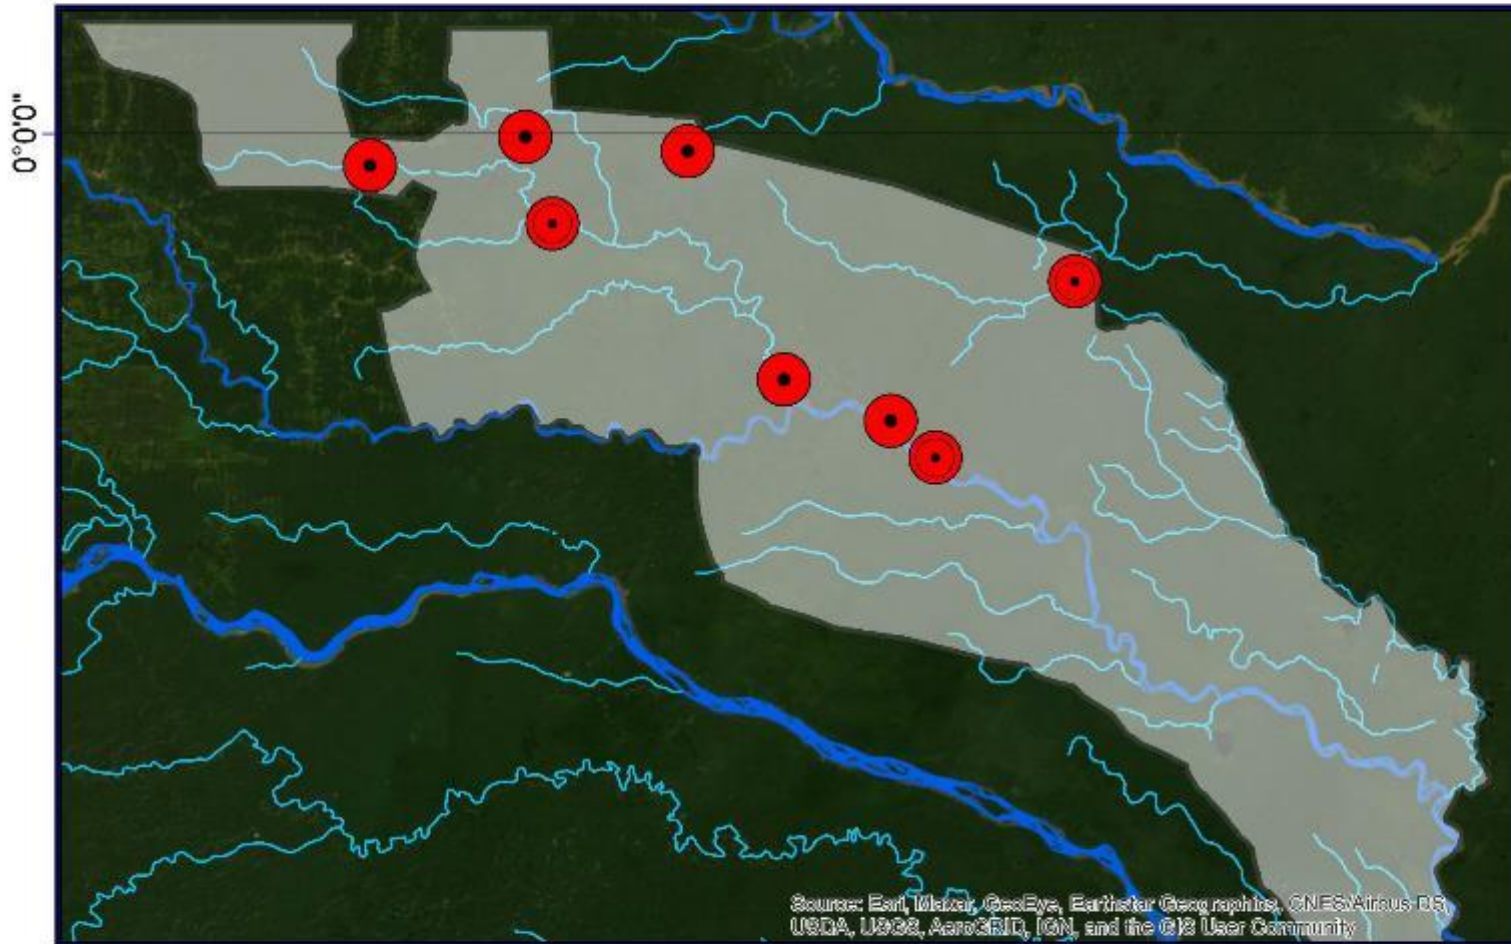 0°0'0"
Source: Esri, Maxar, GeoEye, Earthstar Geographics, CNES/Airbus DS,
USDA, USGS, AeroGRID, IGN, and the GIS User Community